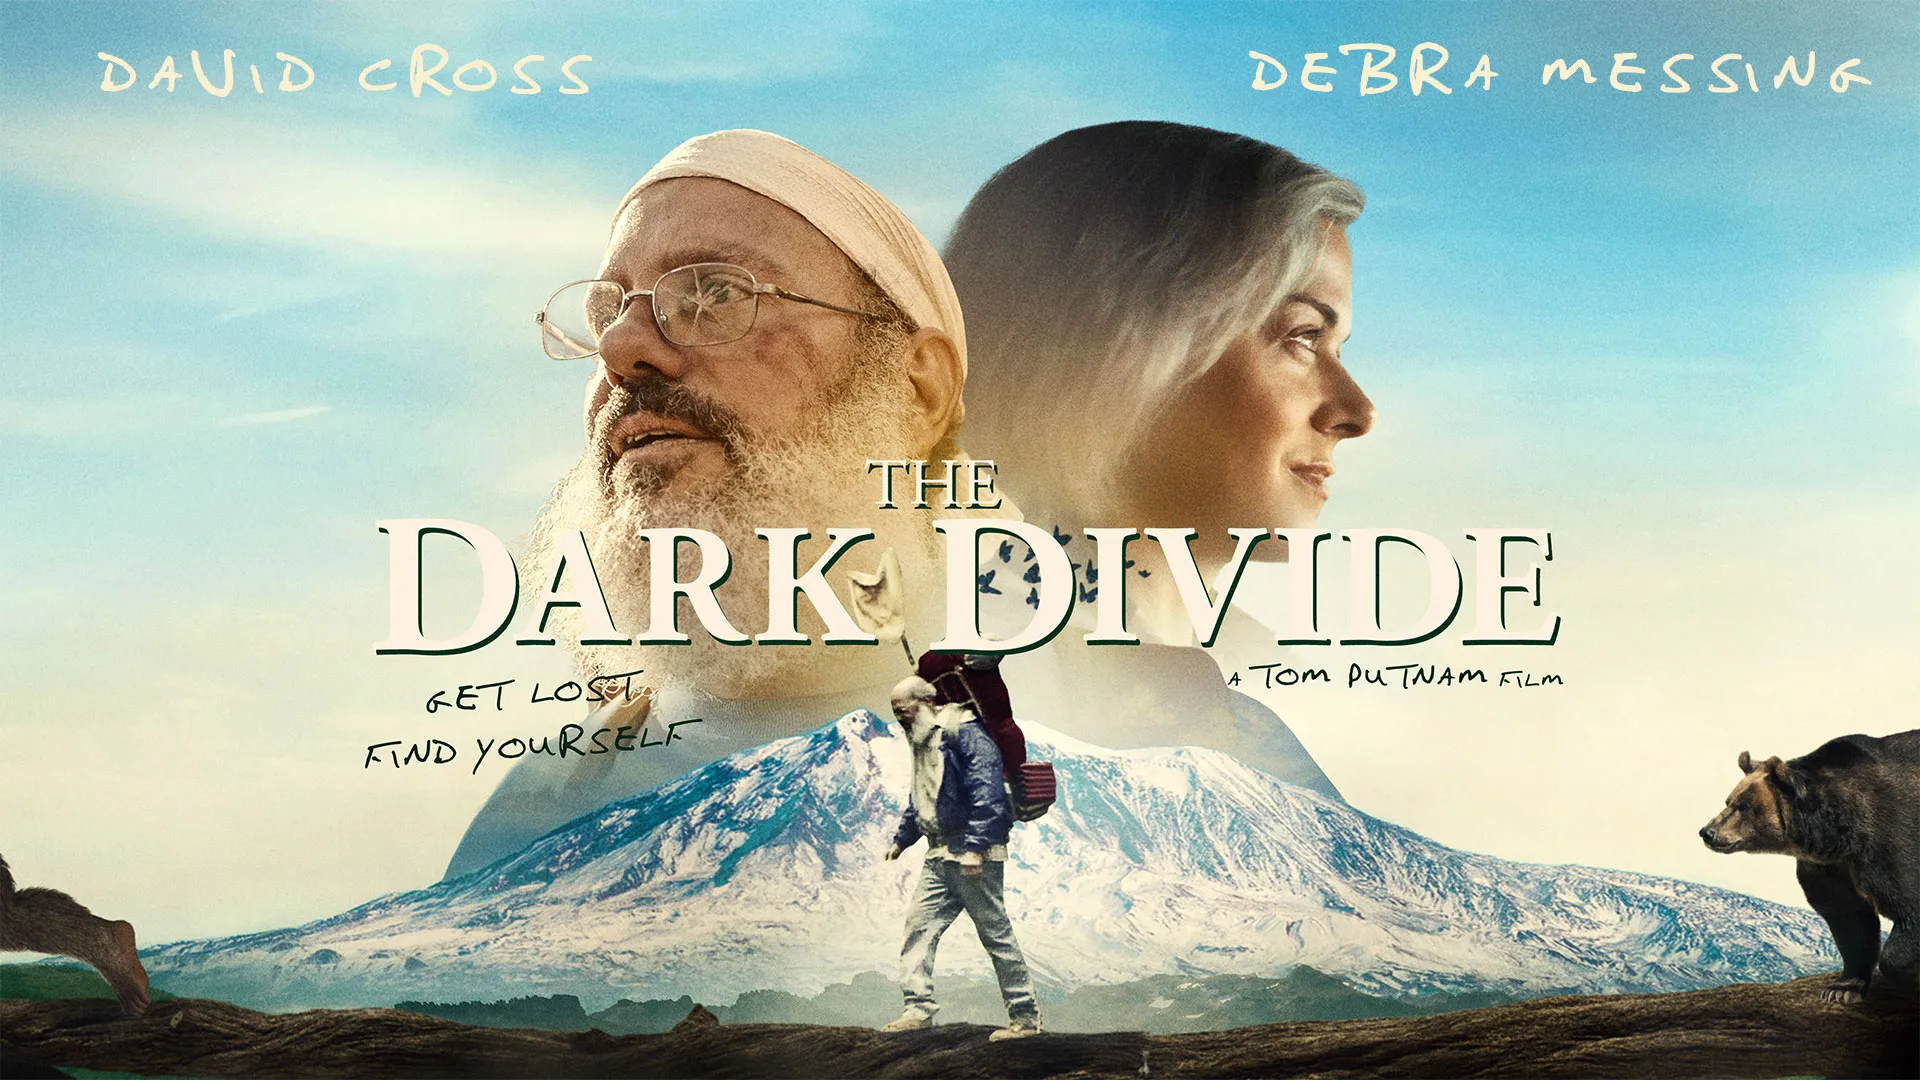 DAVID CROSS
DEBRA MESSING
THE
DARK DIVIDE
GET LOST
FIND YOURSELF
A TOM PUTNAM FILM